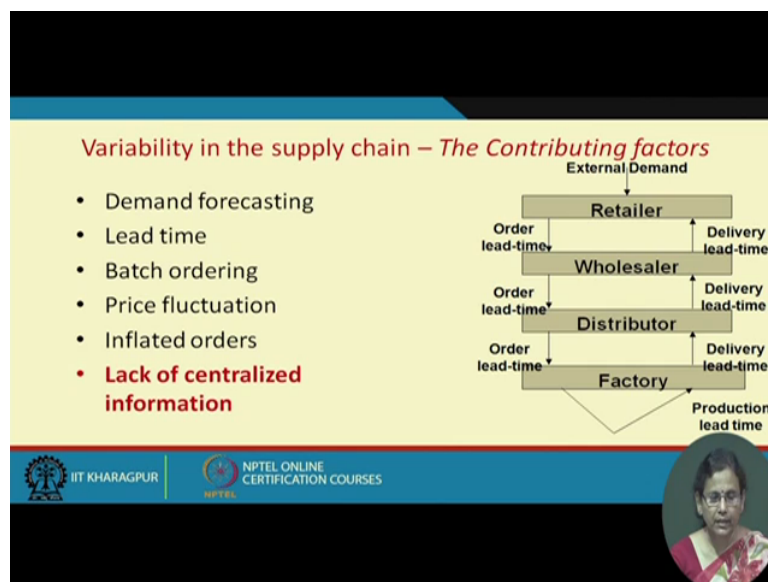 Variability in the supply chain – The Contributing factors
• Demand forecasting
• Lead time
• Batch ordering
• Price fluctuation
• Inflated orders
• Lack of centralized
information
External Demand
Retailer
Order
lead-time
Delivery
lead-time
Wholesaler
Order
lead-time
Delivery
lead-time
Distributor
Order
lead-time
Delivery
lead-time
Factory
Production
lead time
IIT KHARAGPUR
NPTEL
NPTEL ONLINE
CERTIFICATION COURSES